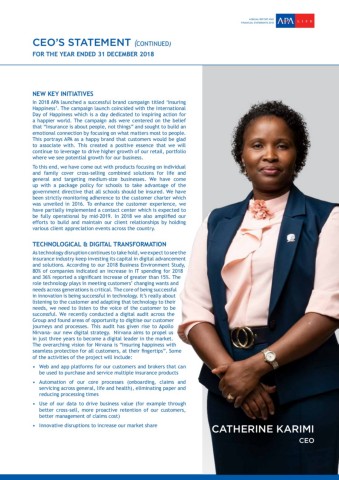 APA LIFE
CEO'S STATEMENT (CONTINUED)
FOR THE YEAR ENDED 31 DECEMBER 2018
NEW KEY INITIATIVES
In 2018 APA launched a successful brand campaign titled 'Insuring
Happiness'. The campaign launch coincided with the International
Day of Happiness which is a day dedicated to inspiring action for
a happier world. The campaign ads were centered on the belief
that "insurance is about people, not things" and sought to build an
emotional connection by focusing on what matters most to people.
This portrays APA as a happy brand that customers would be glad
to associate with. This created a positive essence that we will
continue to leverage to drive higher growth of our retail, portfolio
where we see potential growth for our business.
To this end, we have come out with products focusing on individual
and family cover cross-selling combined solutions for life and
general and targeting medium-size businesses. We have come
up with a package policy for schools to take advantage of the
government directive that all schools should be insured. We have
been strictly monitoring adherence to the customer charter which
was unveiled in 2016. To enhance the customer experience, we
have partially implemented a contact center which is expected to
be fully operational by mid-2019. In 2018 we also amplified our
efforts to build and maintain our client relationships by holding
various client appreciation events across the country.
TECHNOLOGICAL & DIGITAL TRANSFORMATION
As technology disruption continues to take hold, we expect to see the
insurance industry keep investing its capital in digital advancement
and solutions. According to our 2018 Business Environment Study,
80% of companies indicated an increase in IT spending for 2018
and 36% reported a significant increase of greater than 15%. The
role technology plays in meeting customers' changing wants and
needs across generations is critical. The core of being successful
in innovation is being successful in technology. It's really about
listening to the customer and adapting that technology to their
needs, we need to listen to the voice of the customer to be
successful. We recently conducted a digital audit across the
Group and found areas of opportunity to digitise our customer
journeys and processes. This audit has given rise to Apollo
Nirvana- our new digital strategy. Nirvana aims to propel us
in just three years to become a digital leader in the market.
The overarching vision for Nirvana is "Insuring happiness with
seamless protection for all customers, at their fingertips". Some
of the activities of the project will include:
• Web and app platforms for our customers and brokers that can
be used to purchase and service multiple insurance products
• Automation of our core processes (onboarding, claims and
servicing across general, life and health), eliminating paper and
reducing processing times
• Use of our data to drive business value (for example through
better cross-sell, more proactive retention of our customers,
better management of claims cost)
• Innovative disruptions to increase our market share
CATHERINE KARIMI
CEO